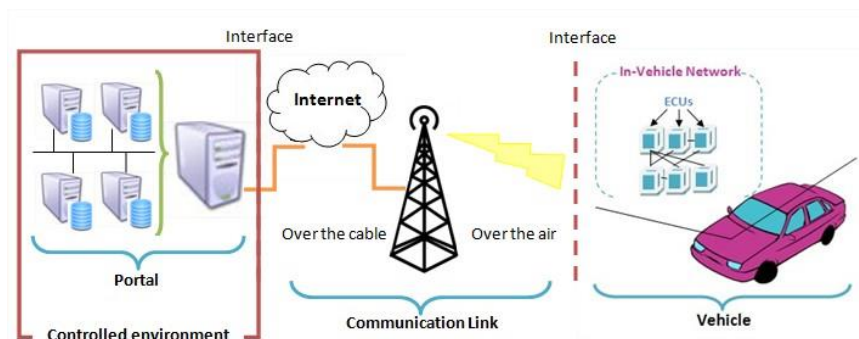 Interface
Interface
In-Vehicle Network
ECUs
Internet
Over the cable
Over the air
Portal
Controlled environment
Communication Link
Vehicle